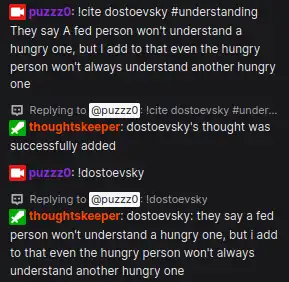 puzzz0: !cite dostoevsky #understanding
They say A fed person won't understand a
hungry one, but I add to that even the hungry
person won't always understand another hungry
one
Replying to @puzzz0: !cite dostoevsky #under...
thoughtskeeper: dostoevsky's thought was
successfully added
puzzz0: !dostoevsky
Replying to @puzzz0: !dostoevsky
thoughtskeeper: dostoevsky: they say a fed
person won't understand a hungry one, but i add
to that even the hungry person won't always
understand another hungry one